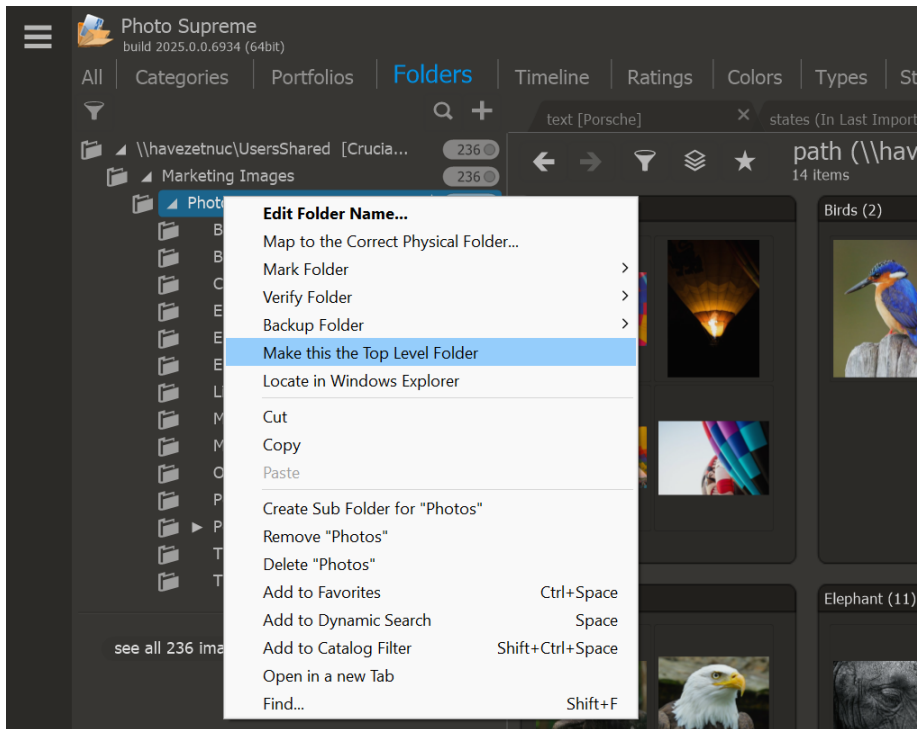 Photo Supreme
build 2025.0.0.6934 (64bit)
All Categories Portfolios Folders Timeline Ratings Colors Types
text [Porsche] × states (In Last Import
\\havezetnuc\UsersShared [Crucia... 236
path (\\hav
14 items
Marketing Images 236
Birds (2)
Edit Folder Name...
Map to the Correct Physical Folder...
Mark Folder
Verify Folder
Backup Folder
Make this the Top Level Folder
Locate in Windows Explorer
Cut
Copy
Paste
Create Sub Folder for "Photos"
Remove "Photos"
Delete "Photos"
Add to Favorites Ctrl+Space
Elephant (11)
Add to Dynamic Search Space
see all 236
Add to Catalog Filter Shift+Ctrl+Space
Open in a new Tab
Find... Shift+F